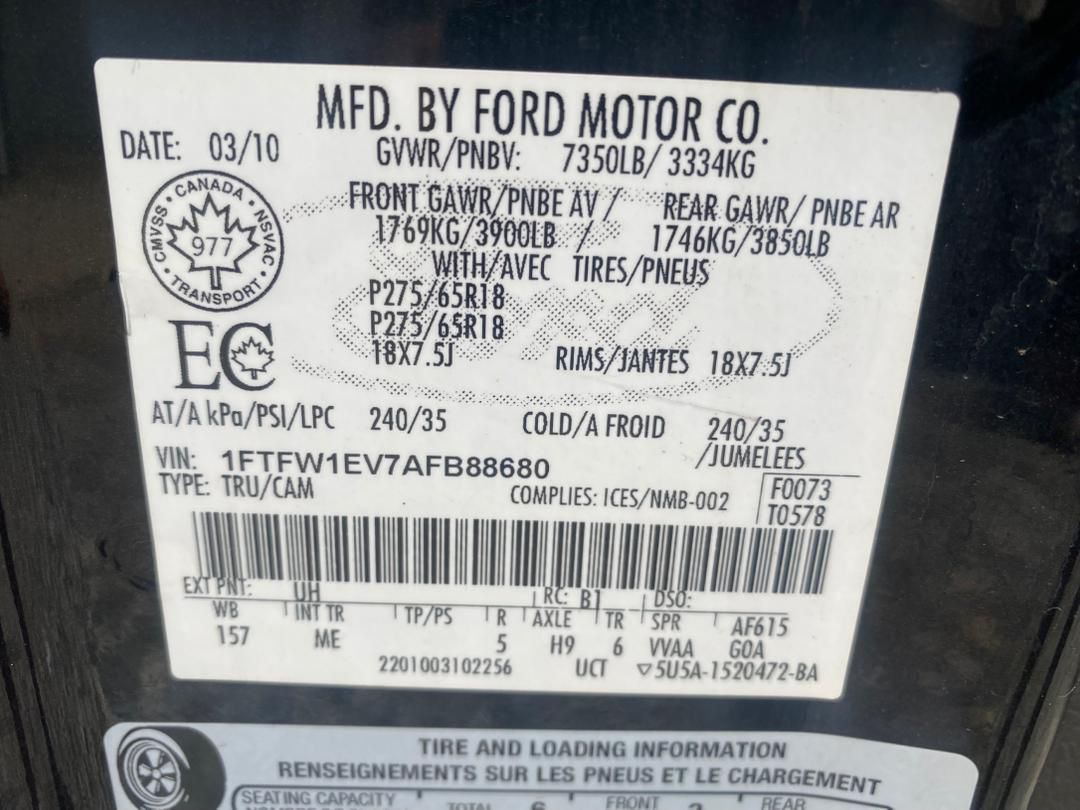 MFD. BY FORD MOTOR CO.
DATE: 03/10
GVWR/PNBV: 7350LB/ 3334KG
CANADA
CMVSS · NSVAC
977
TRANSPORT
FRONT GAWR/PNBE AV / REAR GAWR/ PNBE AR
1769KG/3900LB / 1746KG/3850LB
WITH/AVEC TIRES/PNEUS
P275/65R18
P275/65R18
18X7.5J RIMS/JANTES 18X7.5J
EC
AT/A kPa/PSI/LPC 240/35 COLD/A FROID 240/35
/JUMELEES
VIN: 1FTFW1EV7AFB88680
TYPE: TRU/CAM COMPLIES: ICES/NMB-002
F0073
T0578
EXT PNT: UH RC: B1 DSO:
WB INT TR TP/PS R AXLE TR SPR AF615
157 ME 5 H9 6 VVAA GOA
2201003102256 UCT ▽5U5A-1520472-BA
TIRE AND LOADING INFORMATION
RENSEIGNEMENTS SUR LES PNEUS ET LE CHARGEMENT
SEATING CAPACITY TOTAL 6 FRONT REAR